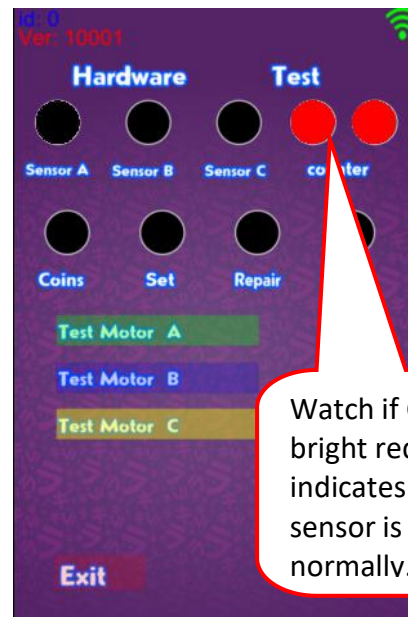 id: 0
Ver: 10001
Hardware Test
Sensor A Sensor B Sensor C
Coins Set Repair
Test Motor A
Test Motor B
Test Motor C
Watch if
bright red
indicates
sensor is
normally.
Exit